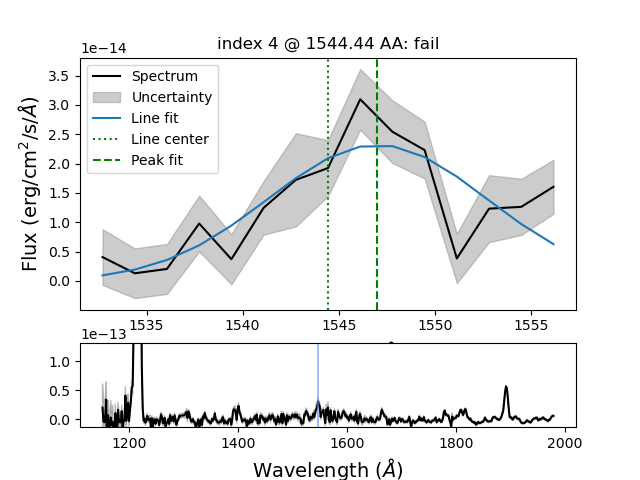 index 4 @ 1544.44 AA: fail
1e−14
Spectrum
Uncertainty
Line fit
Line center
Peak fit
Flux (erg/cm²/s/Å)
3.5
3.0
2.5
2.0
1.5
1.0
0.5
0.0
1535 1540 1545 1550 1555
1e−13
1.0
0.5
0.0
1200 1400 1600 1800 2000
Wavelength (Å)